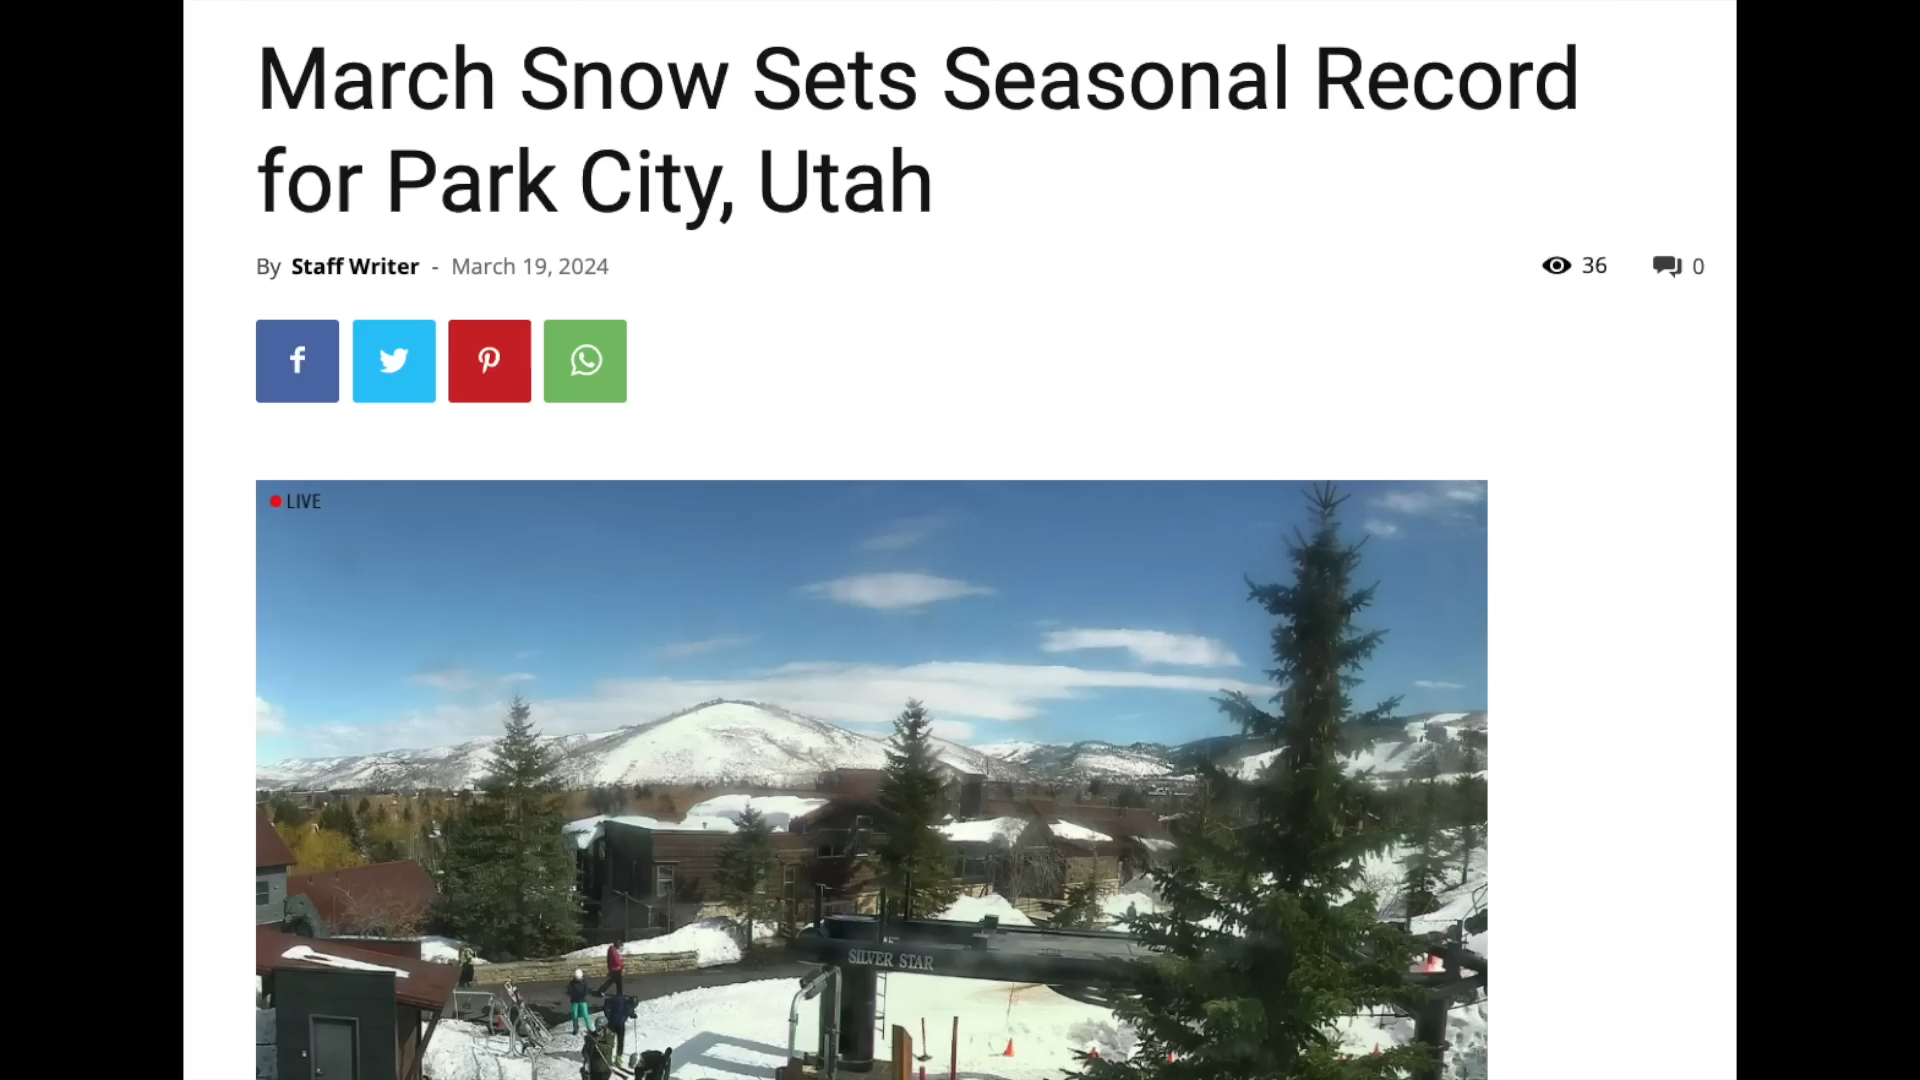 March Snow Sets Seasonal Record
for Park City, Utah
By Staff Writer - March 19, 2024
36
0
LIVE
SILVER STAR